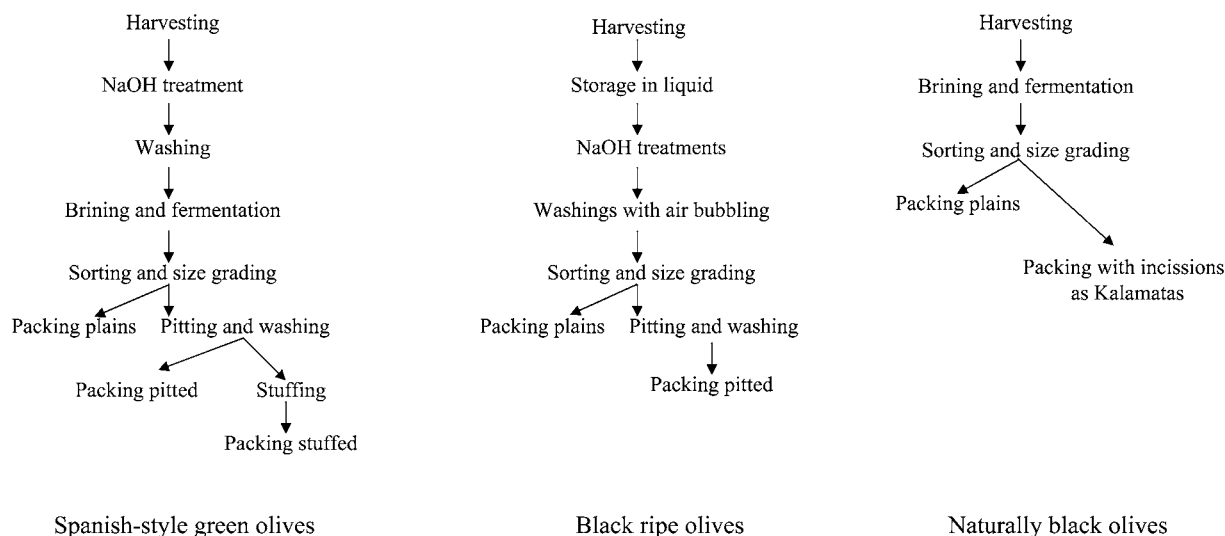 Harvesting
NaOH treatment
Washing
Brining and fermentation
Sorting and size grading
Packing plains
Pitting and washing
Packing pitted
Stuffing
Packing stuffed
Spanish-style green olives
Harvesting
Storage in liquid
NaOH treatments
Washings with air bubbling
Sorting and size grading
Packing plains
Pitting and washing
Packing pitted
Black ripe olives
Harvesting
Brining and fermentation
Sorting and size grading
Packing plains
Packing with incissions
as Kalamatas
Naturally black olives